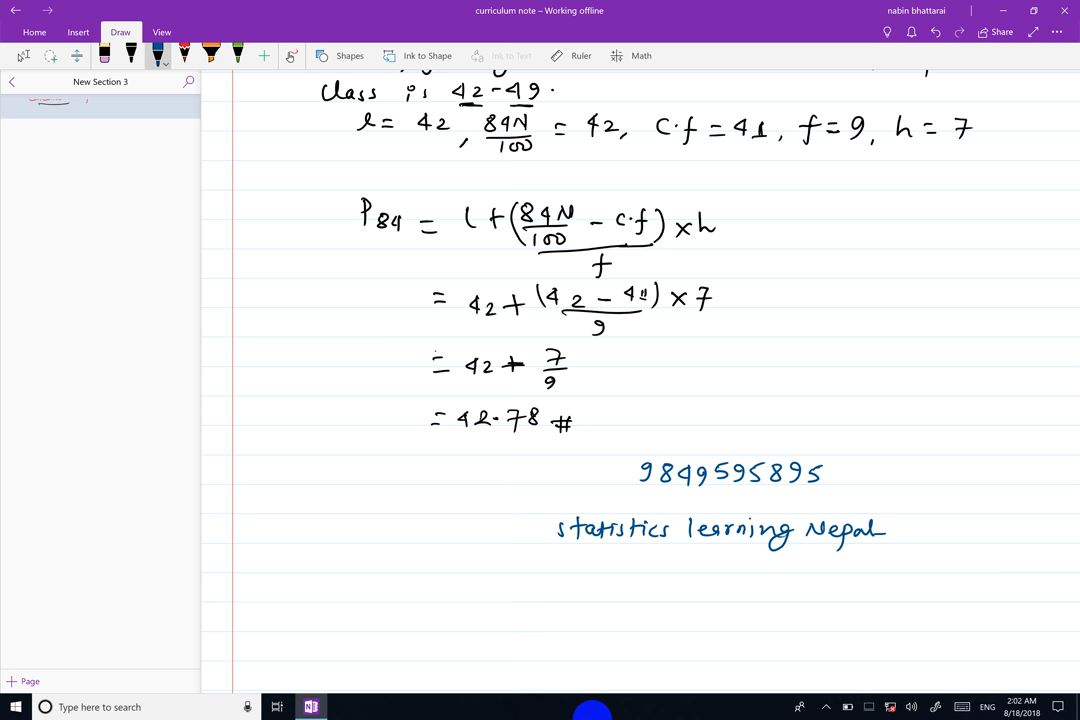 curriculum note – Working offline
nabin bhattarai
Home Insert Draw View
Share
Shapes Ink to Shape Ink to Text Ruler Math
New Section 3
class is 42-49.
l = 42, 84N/100 = 42, C.f = 41, f = 9, h = 7
P84 = l + (84N/100 - c.f)/f × h
= 42 + (42 - 41)/9 × 7
= 42 + 7/9
= 42.78 #
9849595895
statistics learning Nepal
Page
Type here to search
ENG
2:02 AM
8/18/2018